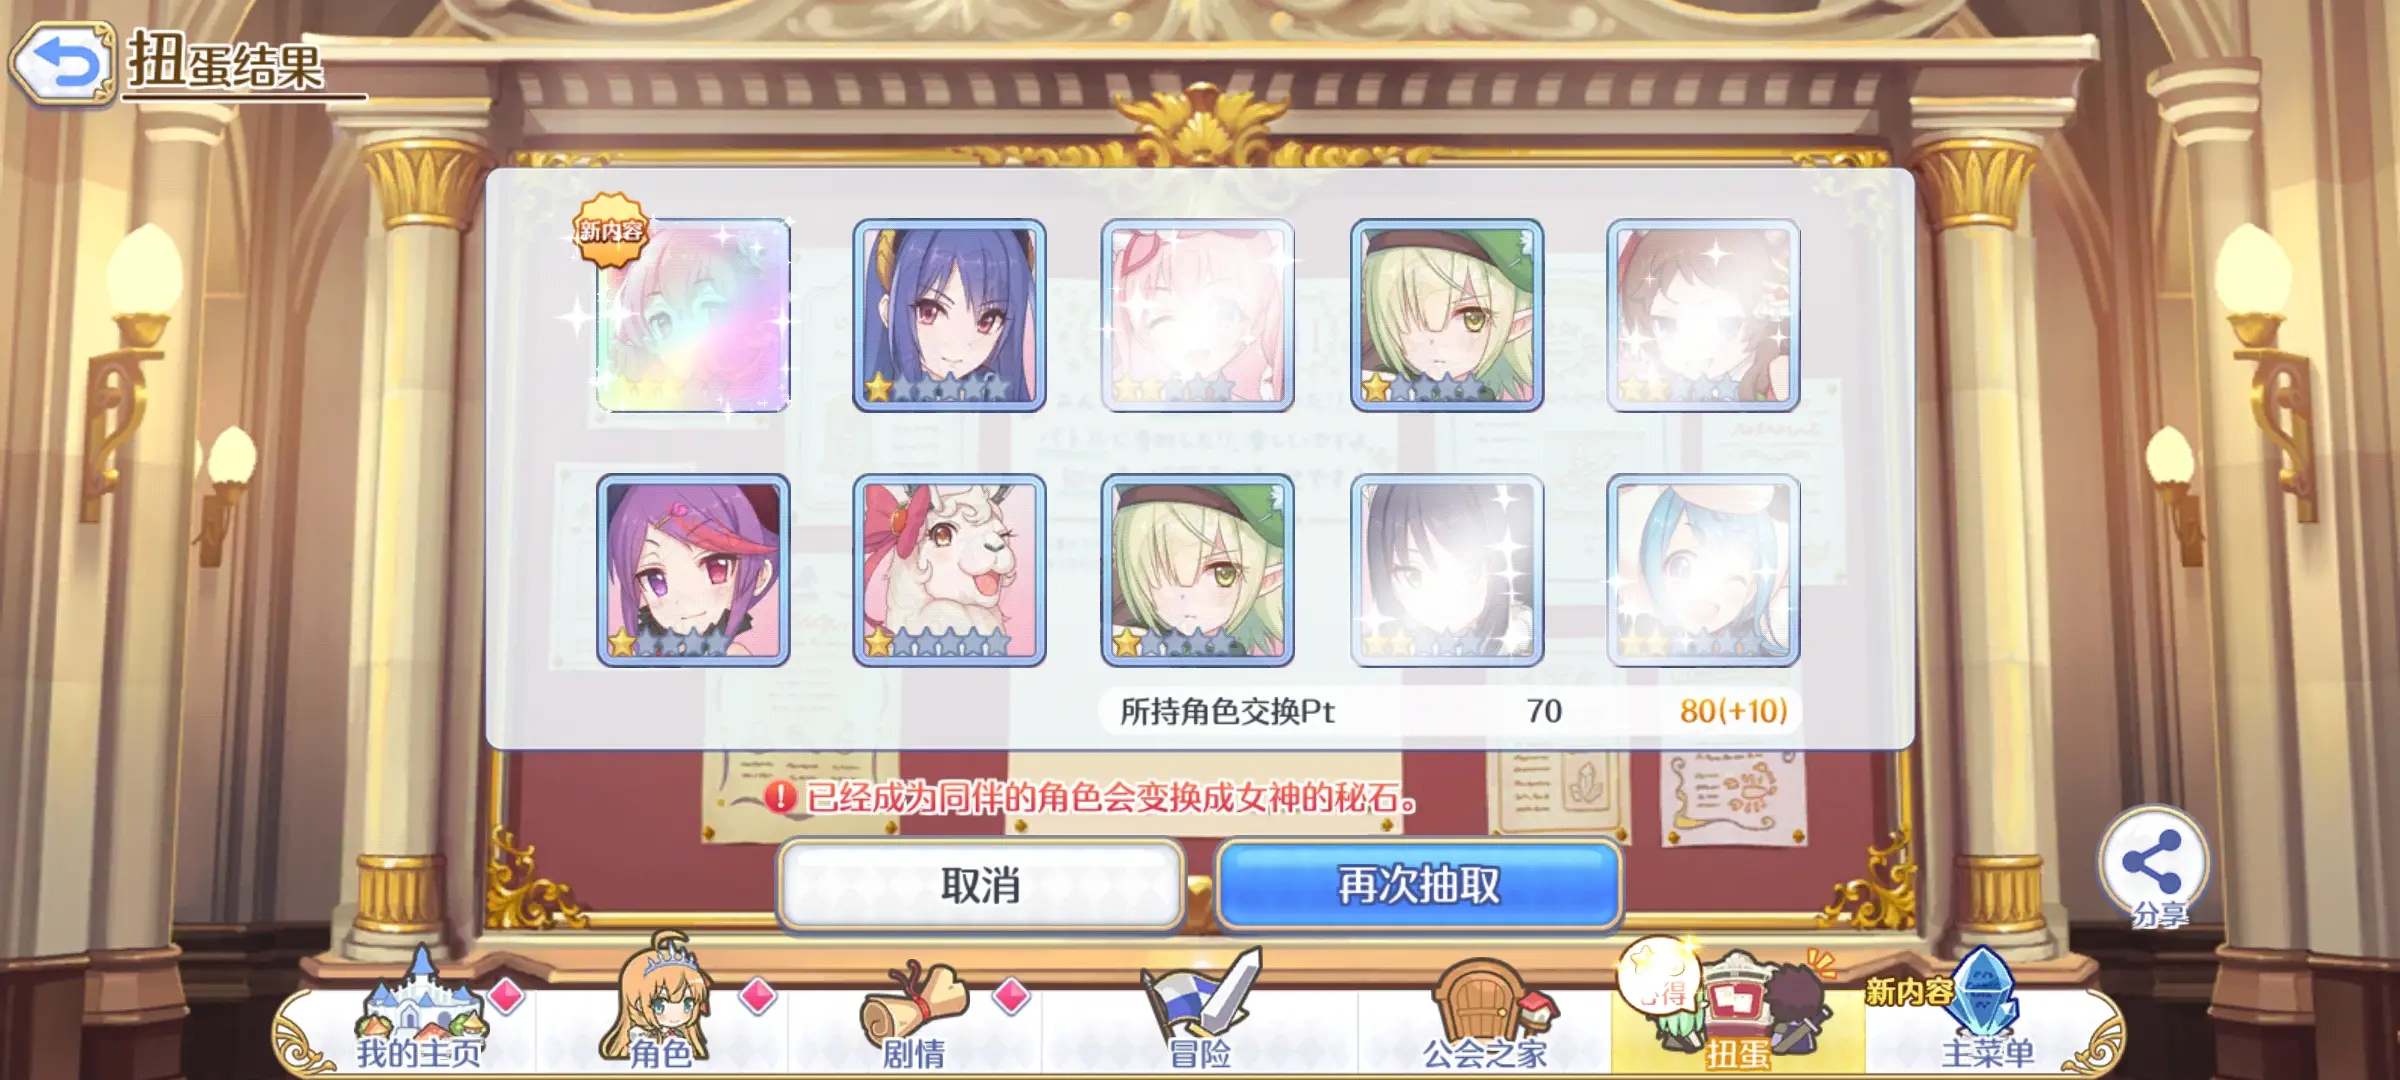 扭蛋结果
新内容
所持角色交换Pt 70 80(+10)
已经成为同伴的角色会变换成女神的秘石。
取消
再次抽取
分享
新内容
我的主页
角色
剧情
冒险
公会之家
扭蛋
主菜单